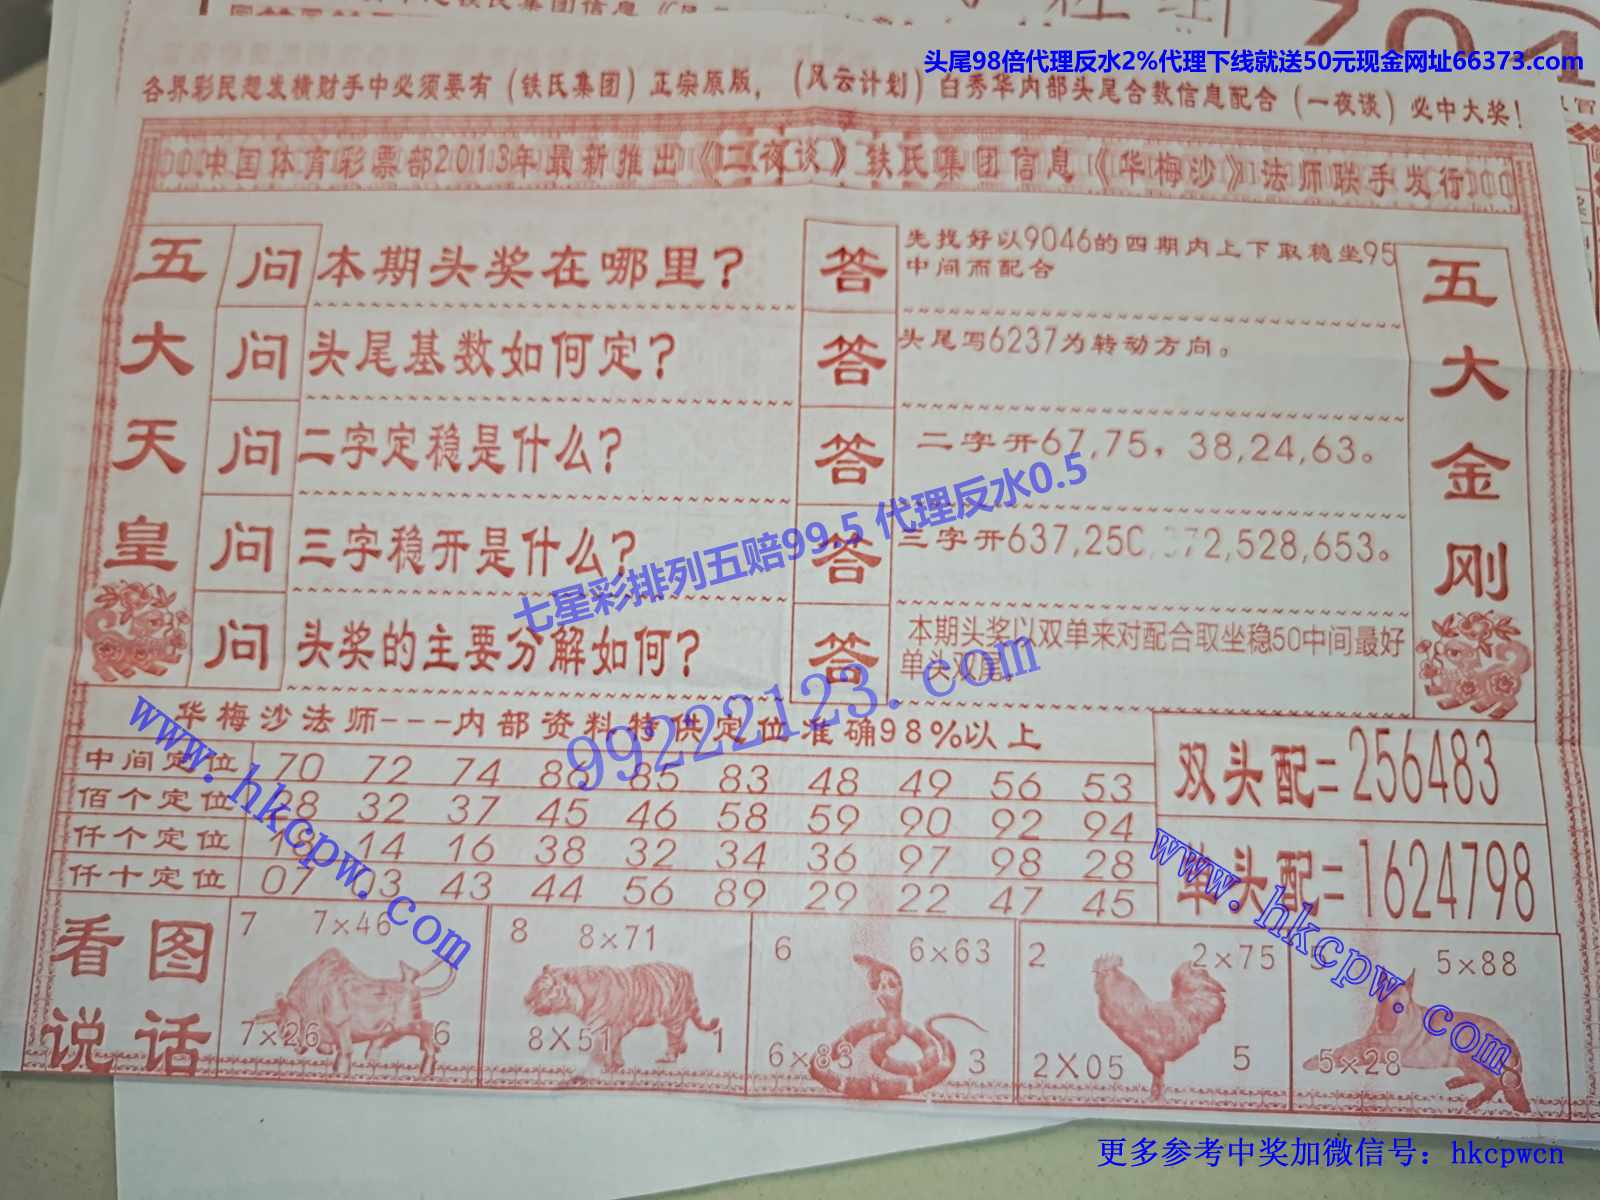 头尾98倍代理反水2%代理下线就送50元现金网址66373.com
各界彩民想发横财手中必须要有（铁氏集团）正宗原版，（风云计划）白秀华内部头尾合数信息配合（一夜谈）必中大奖！
中国体育彩票部2013年最新推出《二夜谈》铁氏集团信息《华梅沙》法师联手发行
五大天皇
问 本期头奖在哪里？
答 先找好以9046的四期内上下取稳坐95
中间而配合
问 头尾基数如何定？
答 头尾写6237为转动方向。
问 二字定稳是什么？
答 二字开67,75，38,24,63。
问 三字稳开是什么？
答 三字开637,25 72,528,653。
问 头奖的主要分解如何？
答 本期头奖以双单来对配合取坐稳50中间最好
单头双尾。
五大金刚
七星彩排列五赔99.5 代理反水0.5
99222123.com
华梅沙法师---内部资料特供定位准确98%以上
中间定位 70 72 74 86 85 83 48 49 56 53
佰个定位 28 32 37 45 46 58 59 90 92 94
仟个定位 14 16 38 32 34 36 97 98 28
仟十定位 07 03 43 44 56 89 29 22 47 45
双头配=256483
单头配=1624798
www.hkcpw.com
www.hkcpw.com
看图
说话
7 7×46
7×26 6
8 8×71
8×51 1
6 6×63
6×83 3
2 2×75
2×05 5
5×88
5×28
更多参考中奖加微信号：hkcpwcn